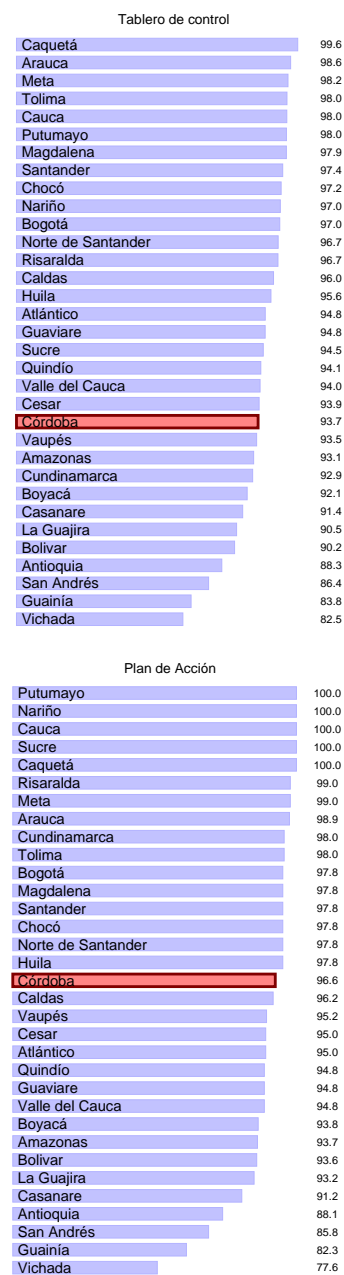 Tablero de control
Caquetá 99.6
Arauca 98.6
Meta 98.2
Tolima 98.0
Cauca 98.0
Putumayo 98.0
Magdalena 97.9
Santander 97.4
Chocó 97.2
Nariño 97.0
Bogotá 97.0
Norte de Santander 96.7
Risaralda 96.7
Caldas 96.0
Huila 95.6
Atlántico 94.8
Guaviare 94.8
Sucre 94.5
Quindío 94.1
Valle del Cauca 94.0
Cesar 93.9
Córdoba 93.7
Vaupés 93.5
Amazonas 93.1
Cundinamarca 92.9
Boyacá 92.1
Casanare 91.4
La Guajira 90.5
Bolivar 90.2
Antioquia 88.3
San Andrés 86.4
Guainía 83.8
Vichada 82.5
Plan de Acción
Putumayo 100.0
Nariño 100.0
Cauca 100.0
Sucre 100.0
Caquetá 100.0
Risaralda 99.0
Meta 99.0
Arauca 98.9
Cundinamarca 98.0
Tolima 98.0
Bogotá 97.8
Magdalena 97.8
Santander 97.8
Chocó 97.8
Norte de Santander 97.8
Huila 97.8
Córdoba 96.6
Caldas 96.2
Vaupés 95.2
Cesar 95.0
Atlántico 95.0
Quindío 94.8
Guaviare 94.8
Valle del Cauca 94.8
Boyacá 93.8
Amazonas 93.7
Bolivar 93.6
La Guajira 93.2
Casanare 91.2
Antioquia 88.1
San Andrés 85.8
Guainía 82.3
Vichada 77.6